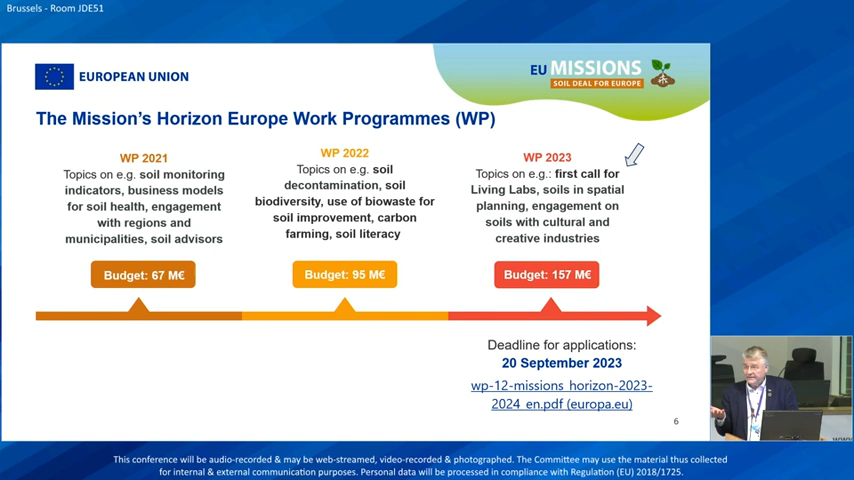 Brussels - Room JDE51
EUROPEAN UNION
EU MISSIONS
SOIL DEAL FOR EUROPE
The Mission's Horizon Europe Work Programmes (WP)
WP 2021
Topics on e.g. soil monitoring
indicators, business models
for soil health, engagement
with regions and
municipalities, soil advisors
Budget: 67 M€
WP 2022
Topics on e.g. soil
decontamination, soil
biodiversity, use of biowaste for
soil improvement, carbon
farming, soil literacy
Budget: 95 M€
WP 2023
Topics on e.g.: first call for
Living Labs, soils in spatial
planning, engagement on
soils with cultural and
creative industries
Budget: 157 M€
Deadline for applications:
20 September 2023
wp-12-missions_horizon-2023-
2024_en.pdf (europa.eu)
6
This conference will be audio-recorded & may be web-streamed, video-recorded & photographed. The Committee may use the material thus collected
for internal & external communication purposes. Personal data will be processed in compliance with Regulation (EU) 2018/1725.